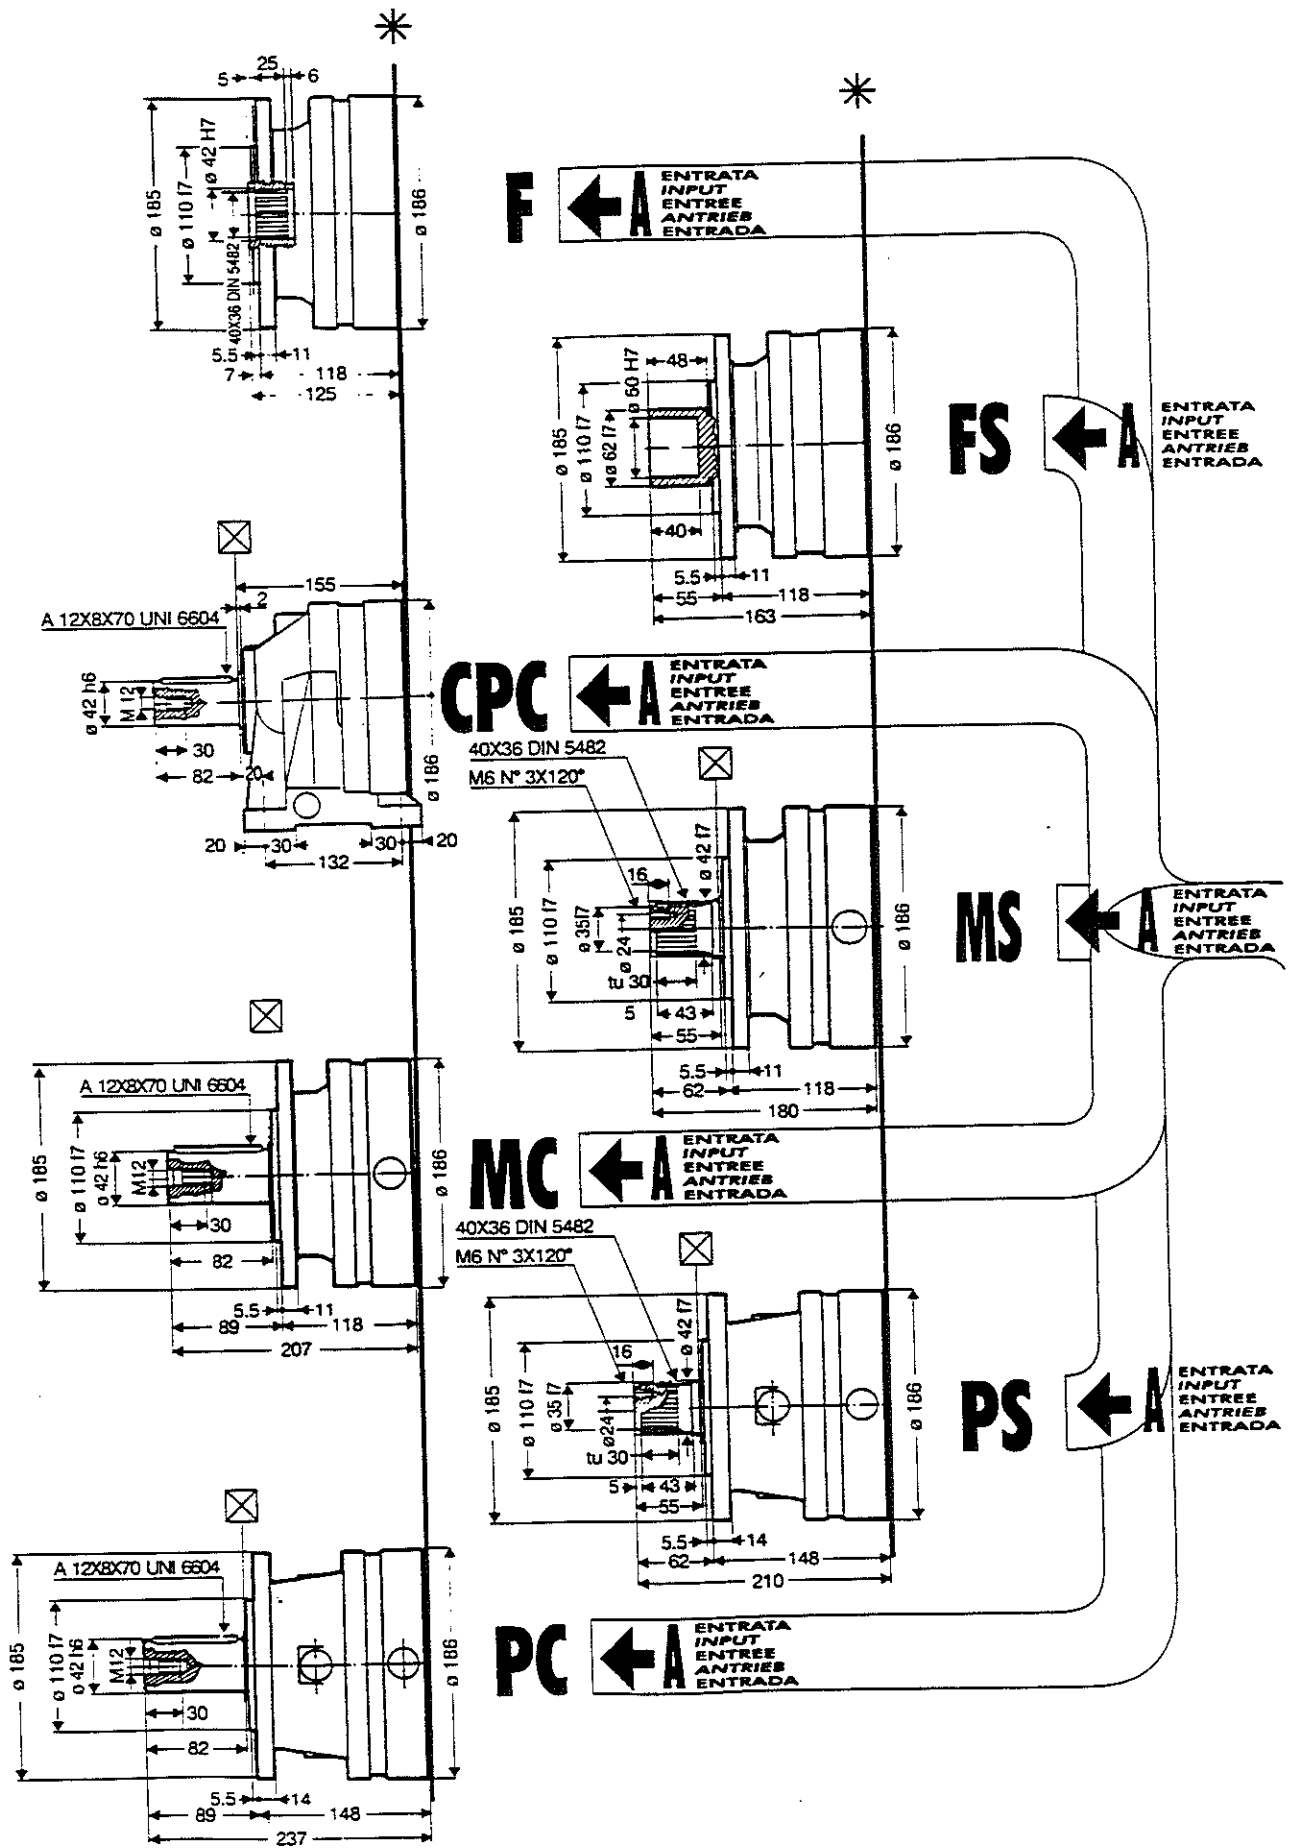 25
5
6
ø 185
ø 110 f7
ø 42 H7
40X36 DIN 5482
ø 186
5.5
11
7
118
125
F
A
ENTRATA
INPUT
ENTREE
ANTRIEB
ENTRADA
48
ø 50 H7
ø 185
ø 110 f7
ø 62 f7
ø 186
40
5.5
11
55
118
163
FS
A
ENTRATA
INPUT
ENTREE
ANTRIEB
ENTRADA
155
2
A 12X8X70 UNI 6604
ø 42 h6
M12
30
82
20
ø 186
20
30
30
20
132
CPC
A
ENTRATA
INPUT
ENTREE
ANTRIEB
ENTRADA
40X36 DIN 5482
M6 N° 3X120°
ø 42 f7
16
ø 185
ø 110 f7
ø 35f7
ø 24
ø 186
tu 30
5
43
55
5.5
11
62
118
180
MS
A
ENTRATA
INPUT
ENTREE
ANTRIEB
ENTRADA
A 12X8X70 UNI 6604
ø 185
ø 110 f7
ø 42 h6
M12
ø 186
30
82
5.5
11
89
118
207
MC
A
ENTRATA
INPUT
ENTREE
ANTRIEB
ENTRADA
40X36 DIN 5482
M6 N° 3X120°
ø 42 f7
16
ø 185
ø 110 f7
ø 35 f7
ø 24
ø 186
tu 30
5
43
55
5.5
14
62
148
210
PS
A
ENTRATA
INPUT
ENTREE
ANTRIEB
ENTRADA
A 12X8X70 UNI 6604
ø 185
ø 110 f7
ø 42 h6
M12
ø 186
30
82
5.5
14
89
148
237
PC
A
ENTRATA
INPUT
ENTREE
ANTRIEB
ENTRADA